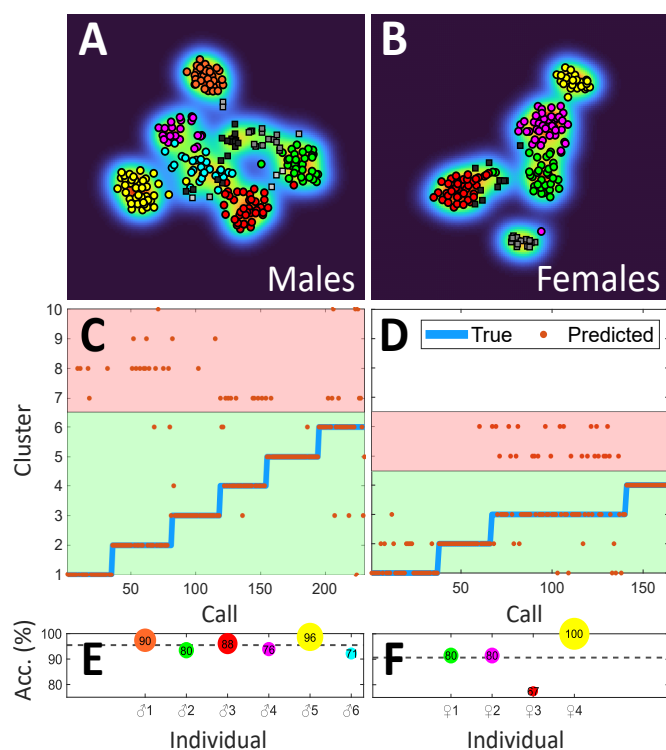 A
B
Males
Females
C
D
True
Predicted
10
9
8
7
6
5
4
3
2
1
Cluster
50
100
150
200
50
100
150
Call
Call
E
F
100
90
80
Acc. (%)
90
80
88
76
96
71
80
80
67
100
♂1
♂2
♂3
♂4
♂5
♂6
♀1
♀2
♀3
♀4
Individual
Individual